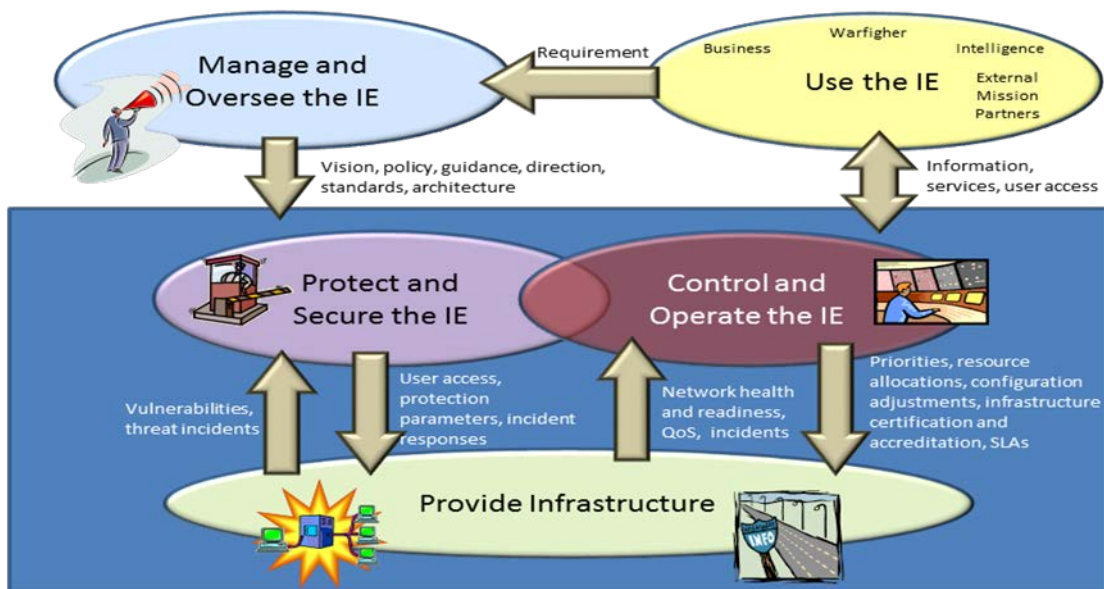 Manage and
Oversee the IE
Requirement
Business
Warfigher
Intelligence
Use the IE
External
Mission
Partners
Vision, policy, guidance, direction,
standards, architecture
Information,
services, user access
Protect and
Secure the IE
Control and
Operate the IE
Vulnerabilities,
threat incidents
User access,
protection
parameters, incident
responses
Network health
and readiness,
QoS, incidents
Priorities, resource
allocations, configuration
adjustments, infrastructure
certification and
accreditation, SLAs
Provide Infrastructure
INFO